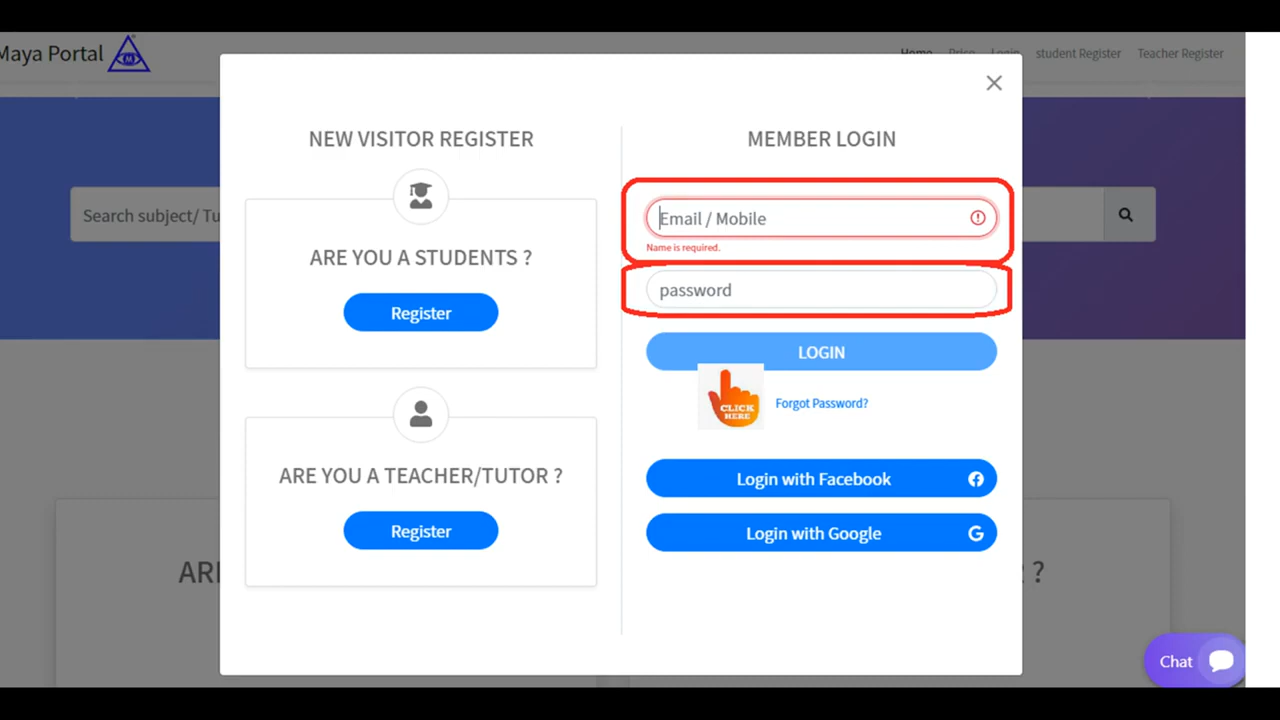 Maya Portal
M
Home Price Login student Register Teacher Register
NEW VISITOR REGISTER
MEMBER LOGIN
Search subject/ Tu
Email / Mobile
Name is required.
ARE YOU A STUDENTS ?
password
Register
LOGIN
CLICK
HERE
Forgot Password?
ARE YOU A TEACHER/TUTOR ?
Login with Facebook
Register
Login with Google
ARE
?
Chat